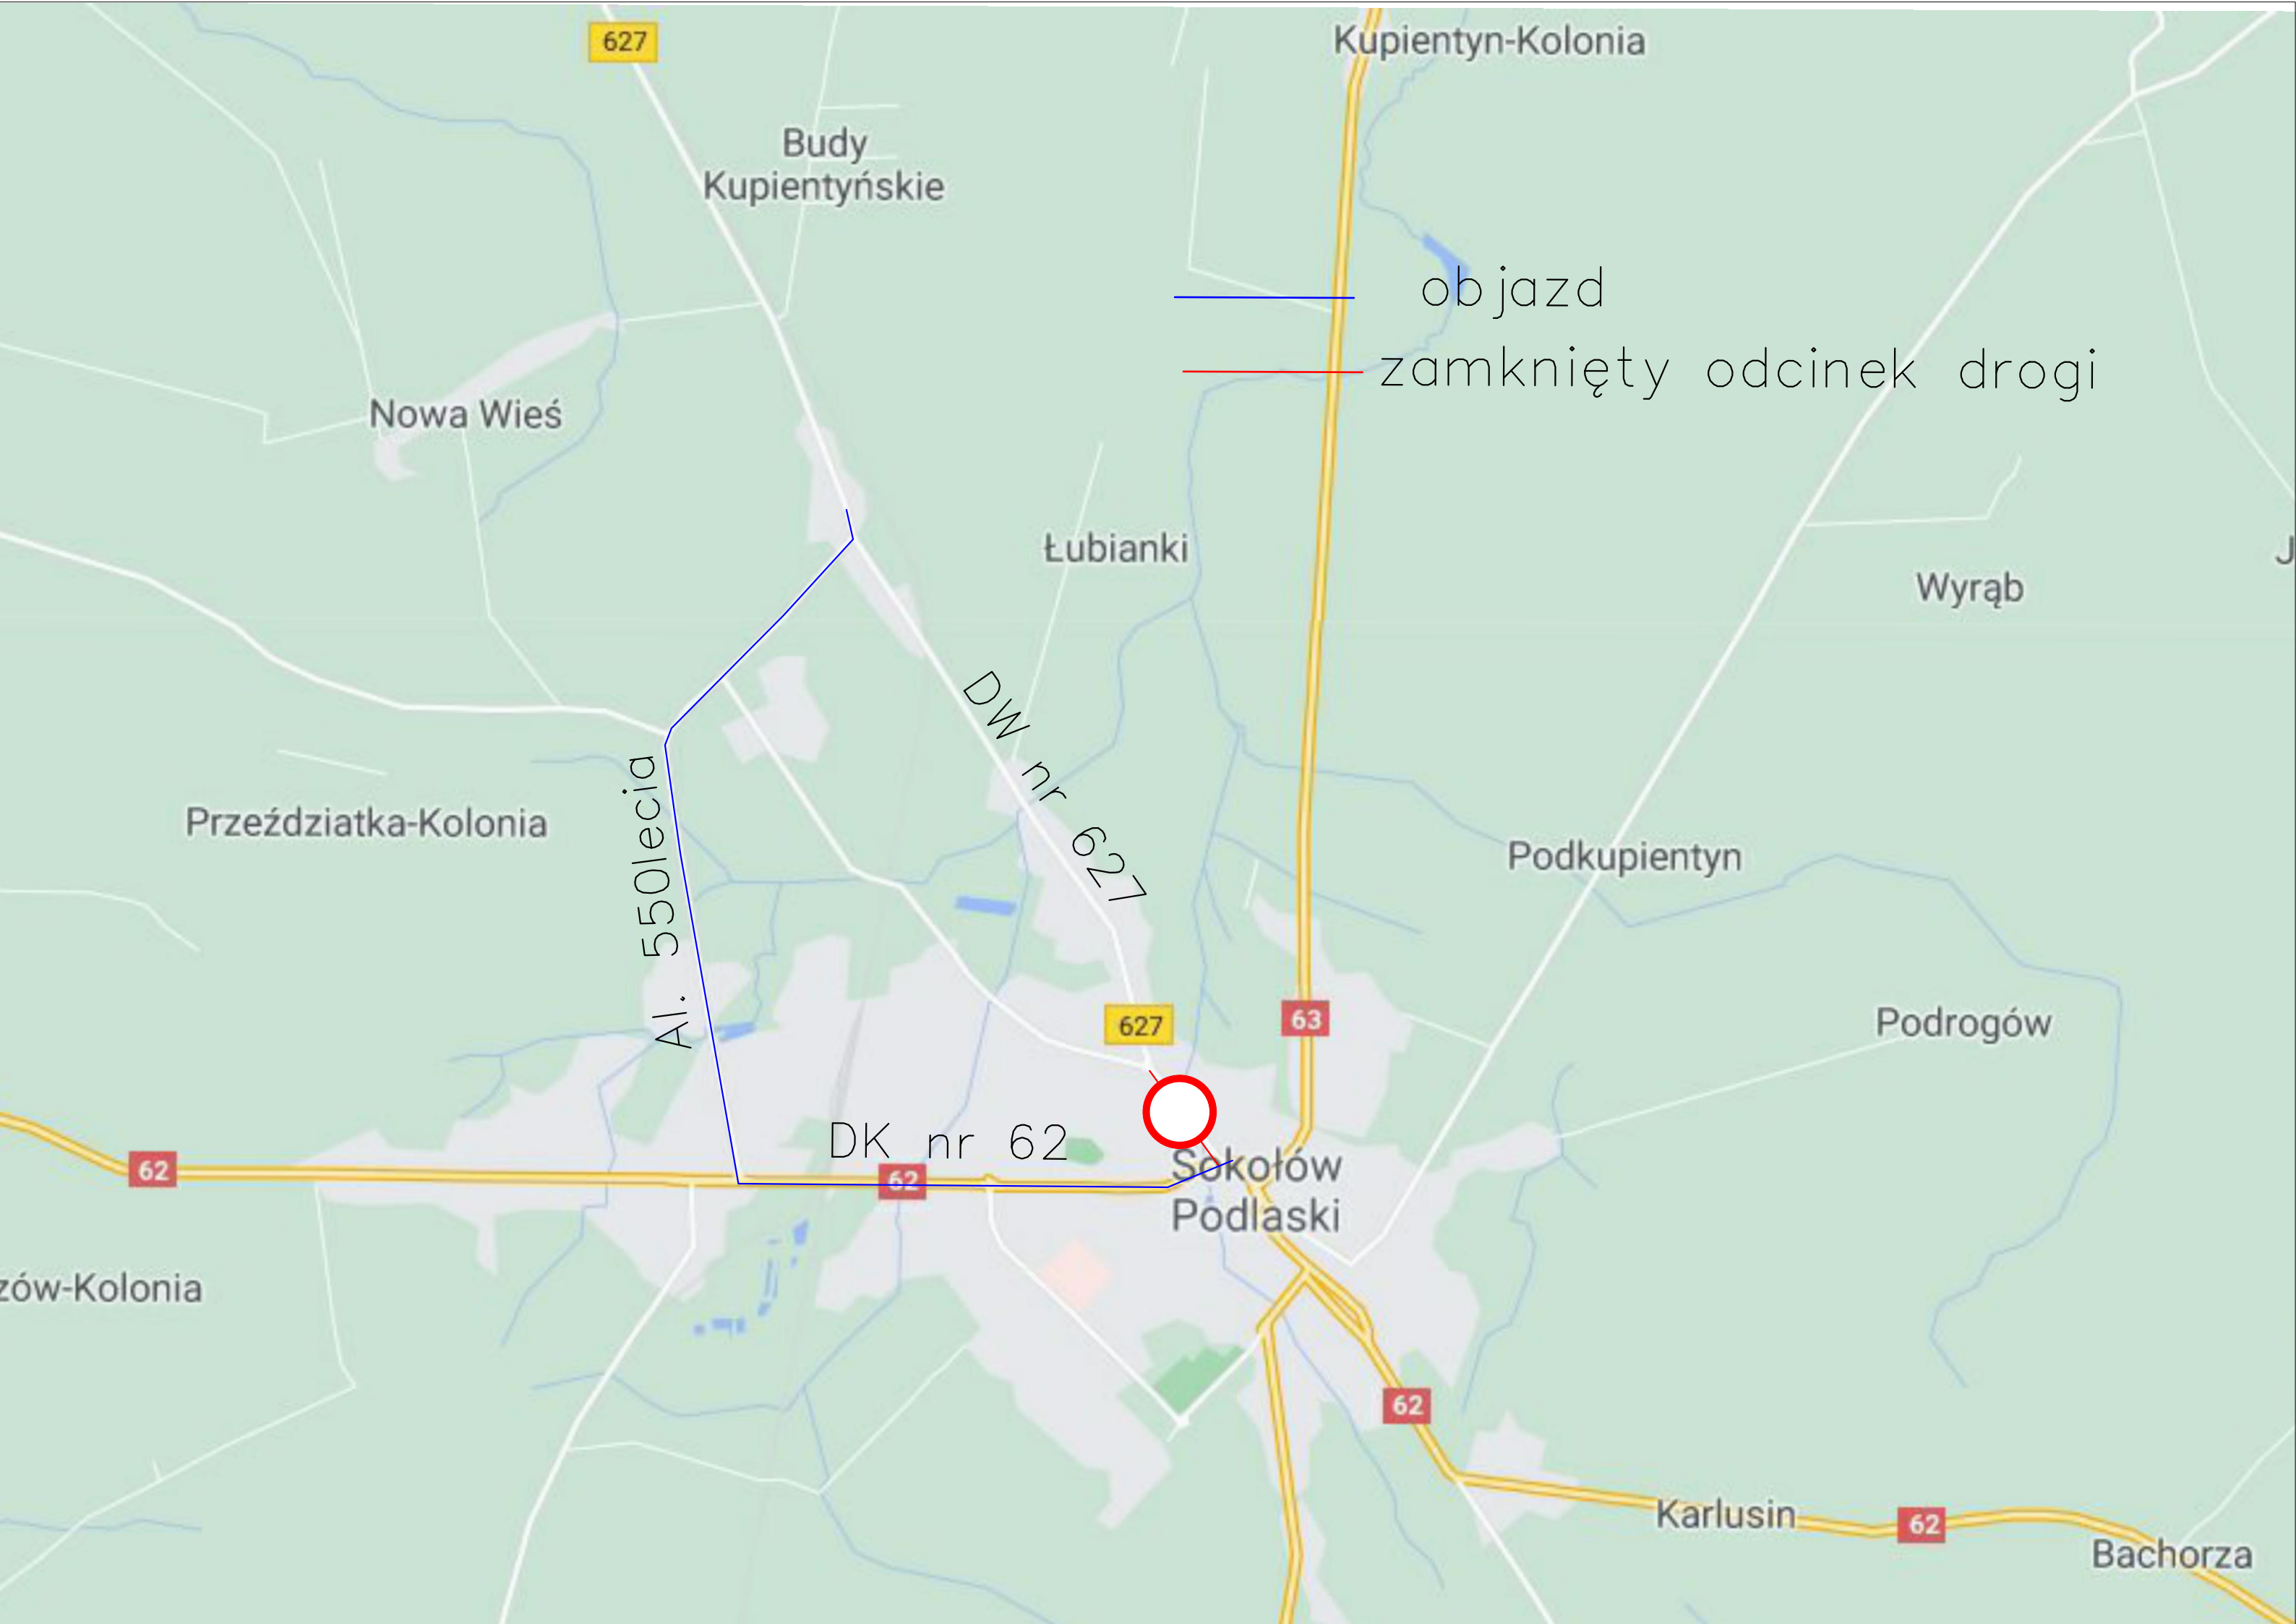 627
Kupientyn-Kolonia
Budy
Kupientyńskie
objazd
zamknięty odcinek drogi
Nowa Wieś
Łubianki
J
Wyrąb
DW nr 627
Al. 550lecia
Przeździatka-Kolonia
Podkupientyn
627
63
Podrogów
DK nr 62
62
62
Sokołów
Podlaski
zów-Kolonia
62
Karlusin
62
Bachorza